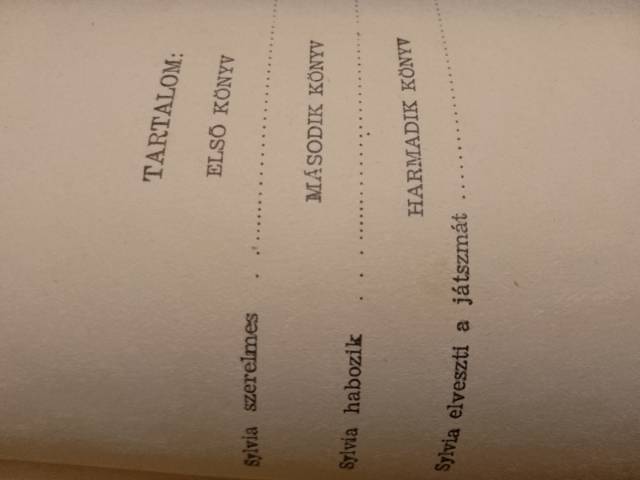 TARTALOM:
ELSŐ KÖNYV
Sylvia szerelmes . . ....................
MÁSODIK KÖNYV
Sylvia habozik . . . ....................
HARMADIK KÖNYV
Sylvia elveszti a játszmát ....................